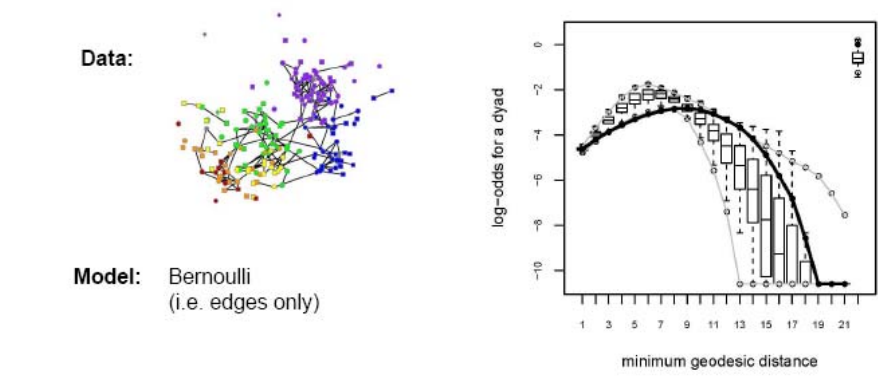 Data:
Model: Bernoulli
(i.e. edges only)
log−odds for a dyad
0
−2
−4
−6
−8
−10
1 3 5 7 9 11 13 15 17 19 21
minimum geodesic distance